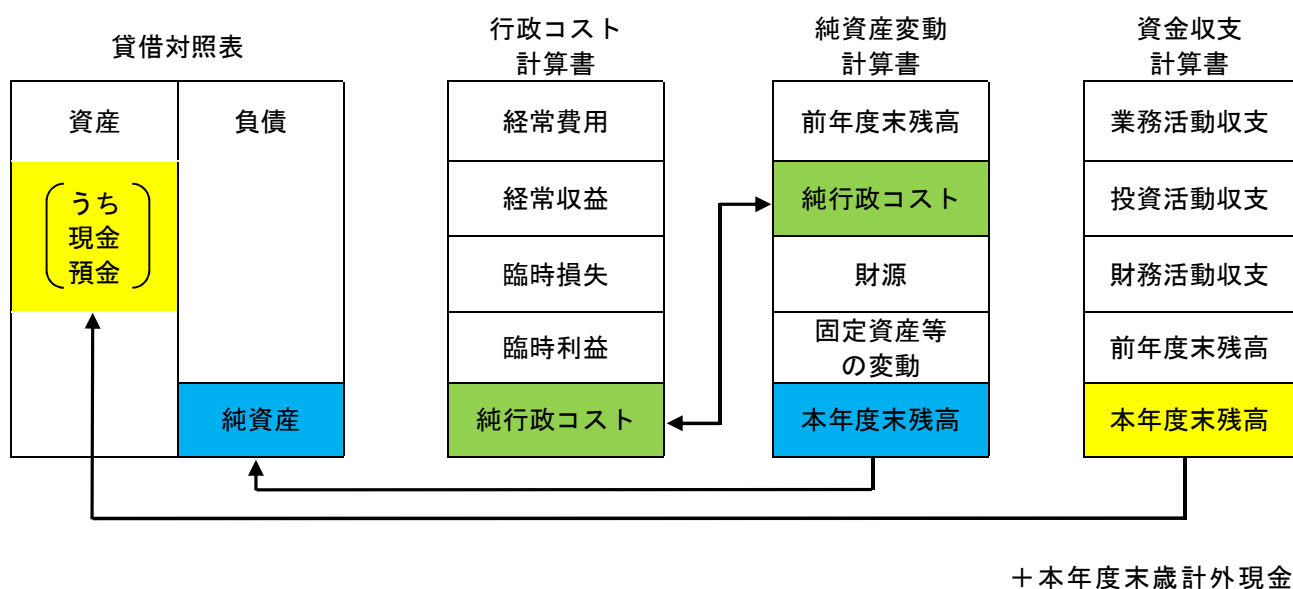 貸借対照表
資産
負債
うち
現金
預金
純資産
行政コスト
計算書
経常費用
経常収益
臨時損失
臨時利益
純行政コスト
純資産変動
計算書
前年度末残高
純行政コスト
財源
固定資産等
の変動
本年度末残高
資金収支
計算書
業務活動収支
投資活動収支
財務活動収支
前年度末残高
本年度末残高
＋本年度末歳計外現金